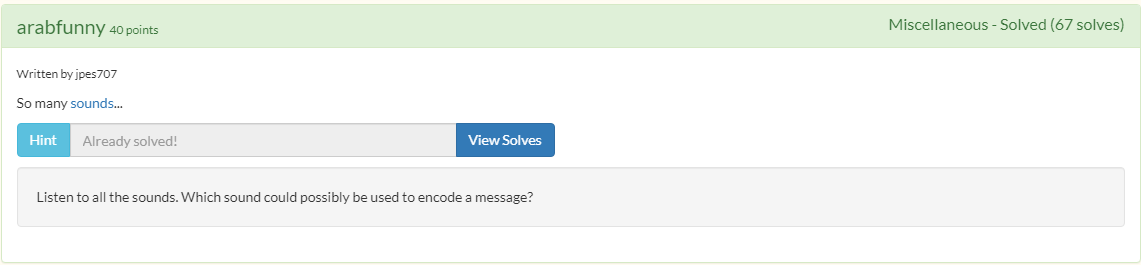 arabfunny 40 points
Miscellaneous - Solved (67 solves)
Written by jpes707
So many sounds...
Hint Already solved! View Solves
Listen to all the sounds. Which sound could possibly be used to encode a message?